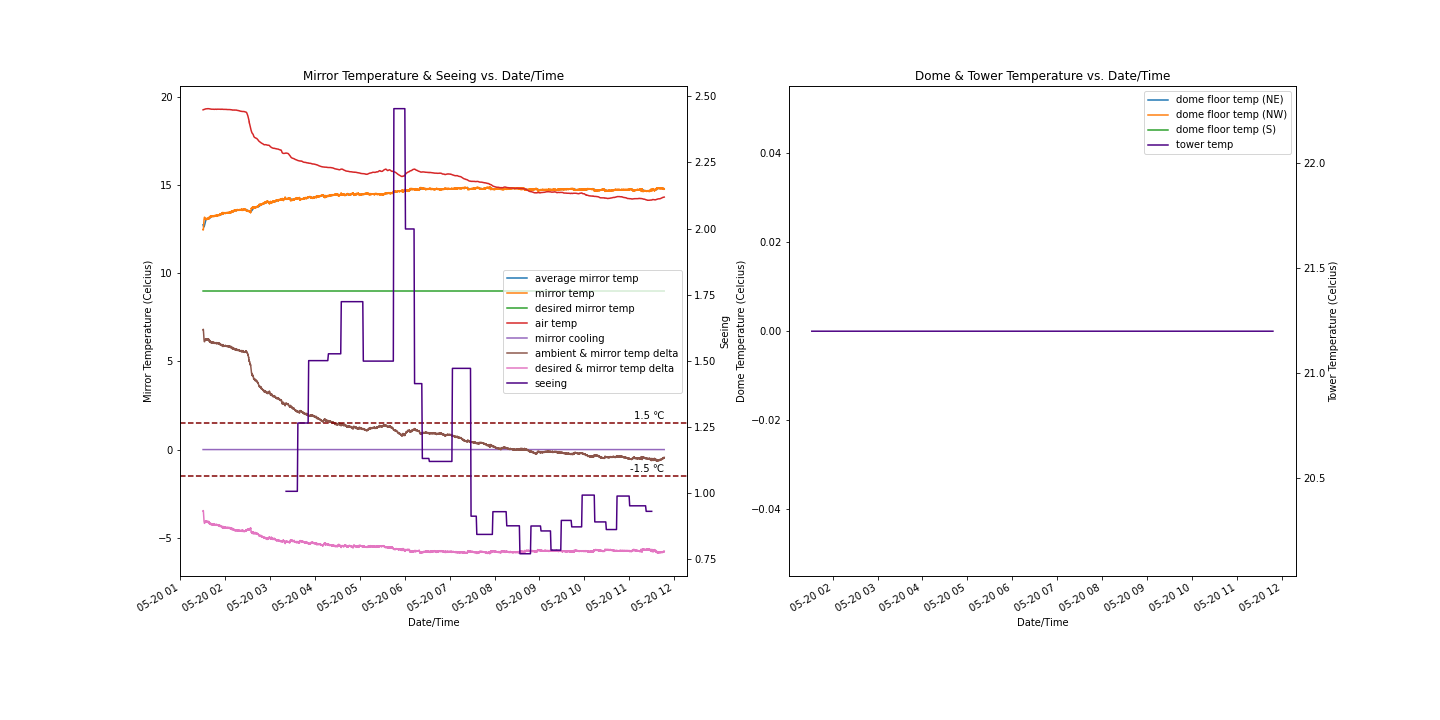 Mirror Temperature & Seeing vs. Date/Time
Mirror Temperature (Celcius)
20
15
10
5
0
−5
2.50
2.25
2.00
1.75
1.50
1.25
1.00
0.75
Seeing
average mirror temp
mirror temp
desired mirror temp
air temp
mirror cooling
ambient & mirror temp delta
desired & mirror temp delta
seeing
1.5 °C
-1.5 °C
05-20 01
05-20 02
05-20 03
05-20 04
05-20 05
05-20 06
05-20 07
05-20 08
05-20 09
05-20 10
05-20 11
05-20 12
Date/Time
Dome & Tower Temperature vs. Date/Time
Dome Temperature (Celcius)
0.04
0.02
0.00
−0.02
−0.04
dome floor temp (NE)
dome floor temp (NW)
dome floor temp (S)
tower temp
22.0
21.5
21.0
20.5
Tower Temperature (Celcius)
05-20 02
05-20 03
05-20 04
05-20 05
05-20 06
05-20 07
05-20 08
05-20 09
05-20 10
05-20 11
05-20 12
Date/Time